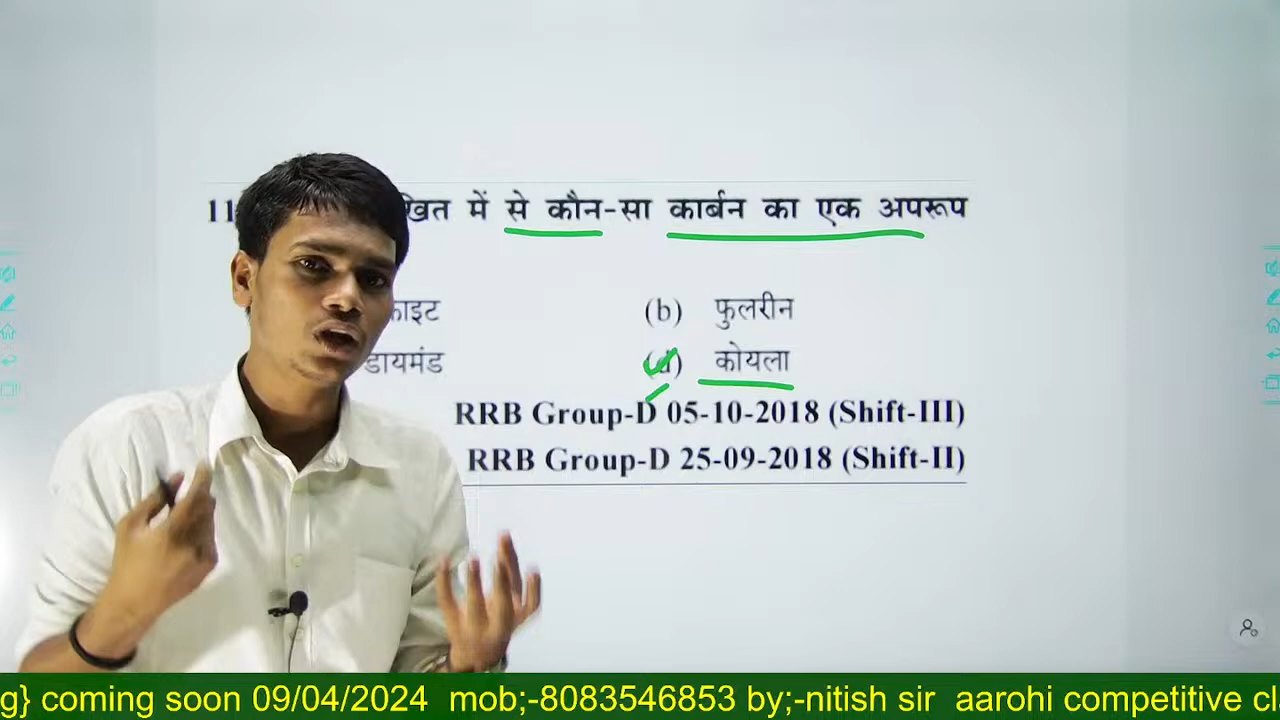 11
में से कौन-सा कार्बन का एक अपरूप
(b) फुलरीन
डायमंड (d) कोयला
RRB Group-D 05-10-2018 (Shift-III)
RRB Group-D 25-09-2018 (Shift-II)
g} coming soon 09/04/2024 mob;-8083546853 by;-nitish sir aarohi competitive cl